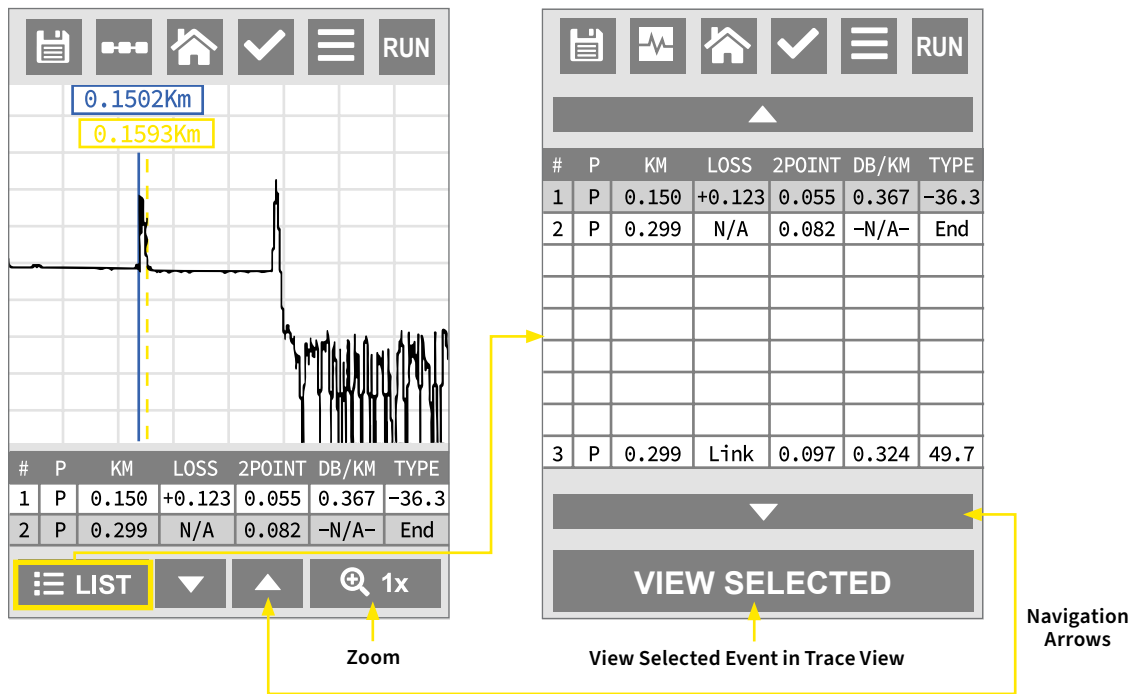 RUN
0.1502Km
0.1593Km
# P KM LOSS 2POINT DB/KM TYPE
1 P 0.150 +0.123 0.055 0.367 −36.3
2 P 0.299 N/A 0.082 −N/A− End
LIST
1x
Zoom
RUN
# P KM LOSS 2POINT DB/KM TYPE
1 P 0.150 +0.123 0.055 0.367 −36.3
2 P 0.299 N/A 0.082 −N/A− End
3 P 0.299 Link 0.097 0.324 49.7
VIEW SELECTED
View Selected Event in Trace View
Navigation
Arrows